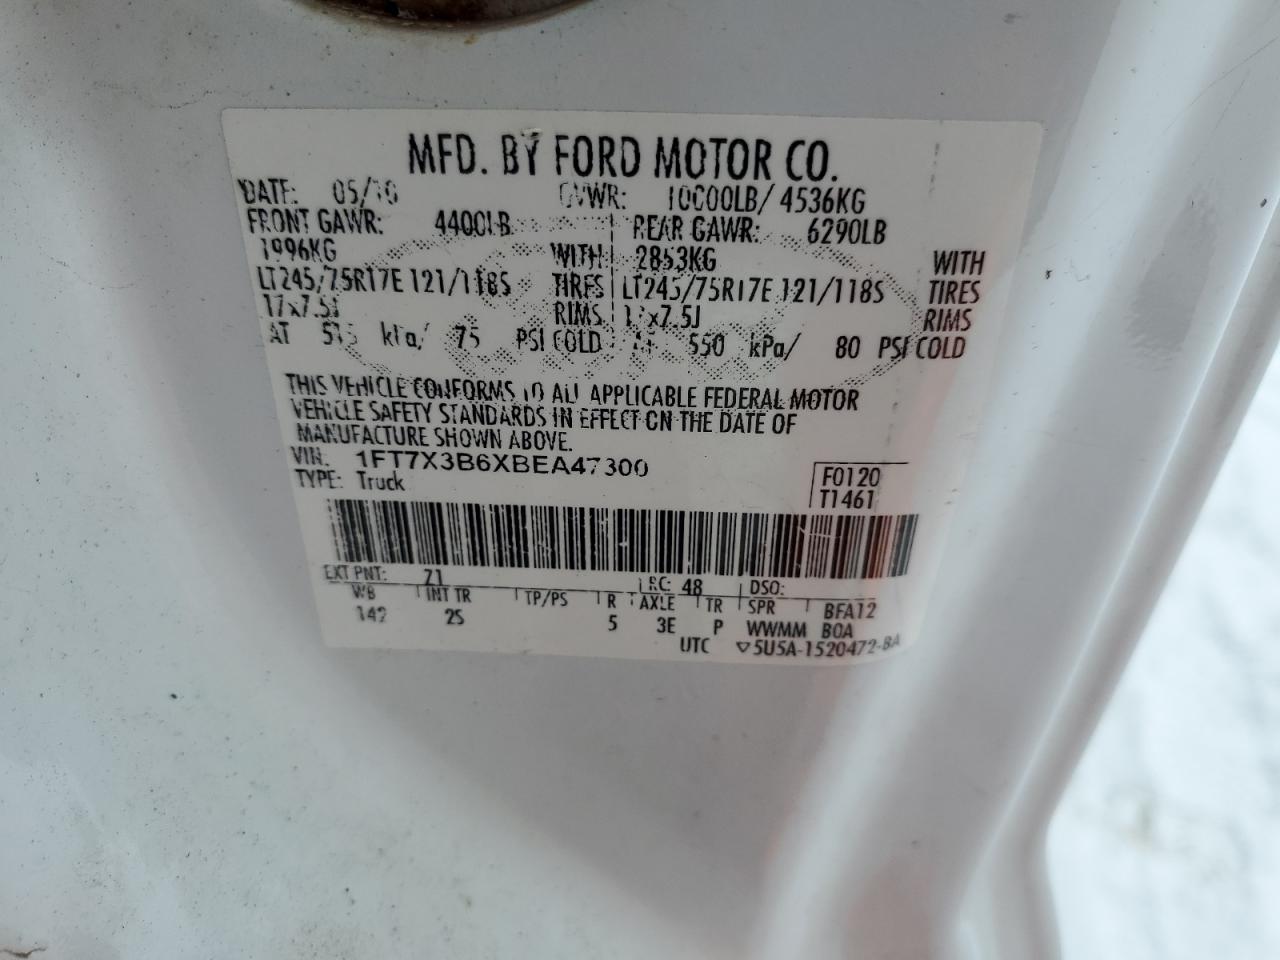 MFD. BY FORD MOTOR CO.
DATE: 05/10 GVWR: 10000LB/ 4536KG
FRONT GAWR: 4400LB REAR GAWR: 6290LB
1996KG WITH 2853KG WITH
LT245/75R17E 121/118S TIRES LT245/75R17E 121/118S TIRES
17x7.5J RIMS 17x7.5J RIMS
AT 515 kPa/ 75 PSI COLD AT 550 kPa/ 80 PSI COLD
THIS VEHICLE CONFORMS TO ALL APPLICABLE FEDERAL MOTOR
VEHICLE SAFETY STANDARDS IN EFFECT ON THE DATE OF
MANUFACTURE SHOWN ABOVE.
VIN: 1FT7X3B6XBEA47300
TYPE: Truck
F0120
T1461
EXT PNT: Z1 RC: 48 DSO:
WB INT TR TP/PS R AXLE TR SPR BFA12
142 2S 5 3E P WWMM BOA
UTC ▽5U5A-1520472-BA